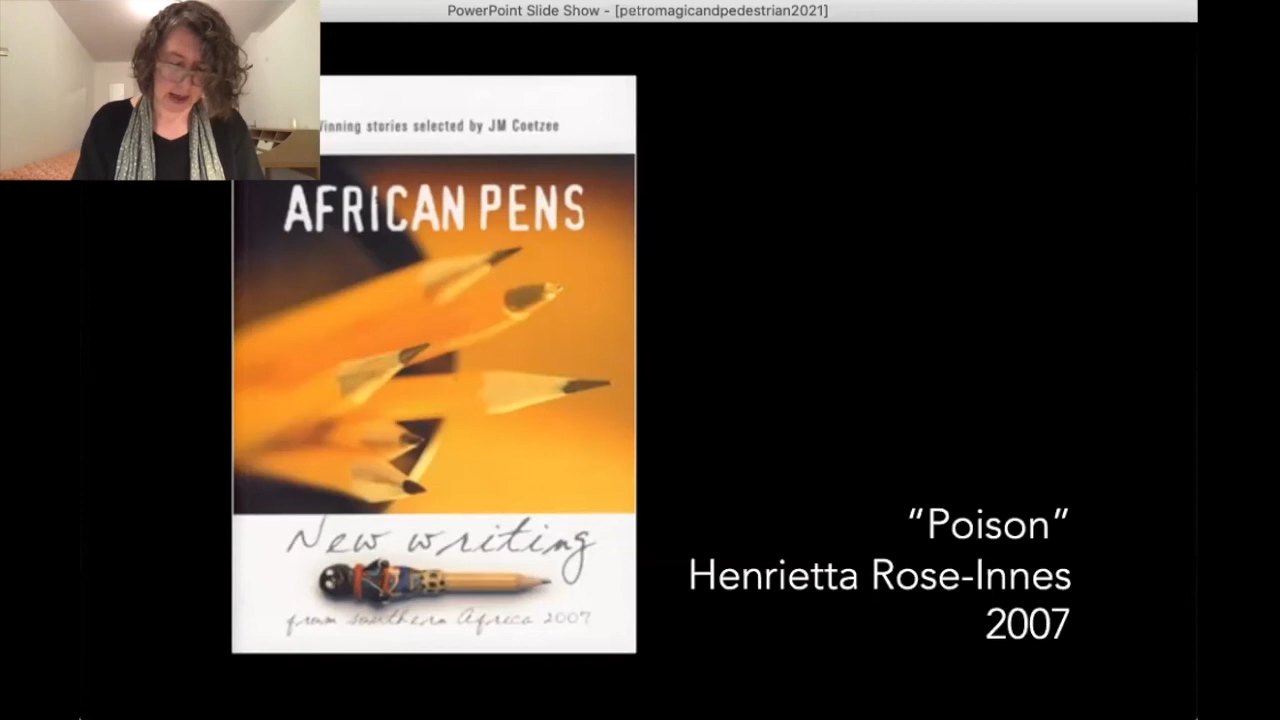 PowerPoint Slide Show - [petromagicandpedestrian2021]
inning stories selected by JM Coetzee
AFRICAN PENS
New writing
from southern Africa 2007
“Poison”
Henrietta Rose-Innes
2007